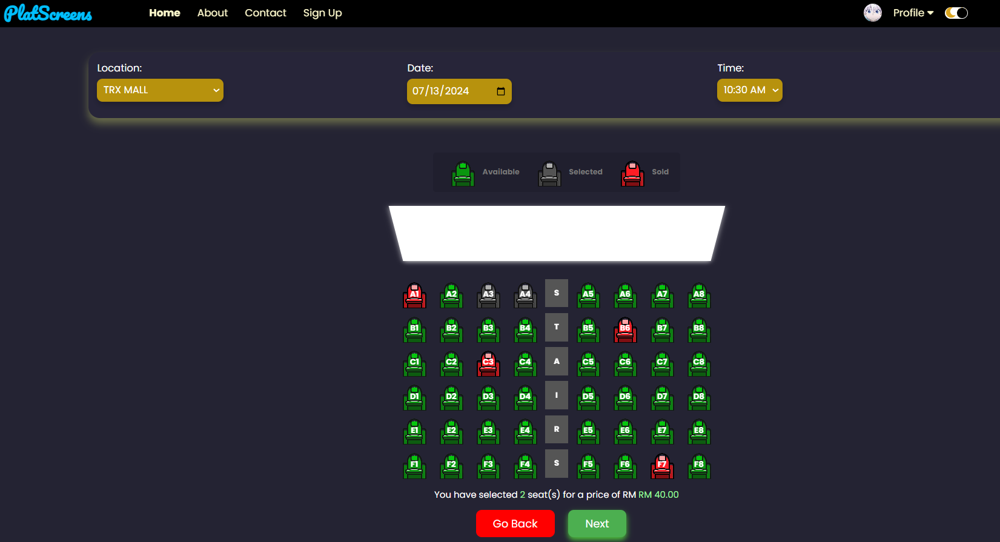 PlatScreens Home About Contact Sign Up Profile
Location: Date: Time:
TRX MALL 07/13/2024 10:30 AM
Available Selected Sold
A1 A2 A3 A4 S A5 A6 A7 A8
B1 B2 B3 B4 T B5 B6 B7 B8
C1 C2 C3 C4 A C5 C6 C7 C8
D1 D2 D3 D4 I D5 D6 D7 D8
E1 E2 E3 E4 R E5 E6 E7 E8
F1 F2 F3 F4 S F5 F6 F7 F8
You have selected 2 seat(s) for a price of RM RM 40.00
Go Back Next